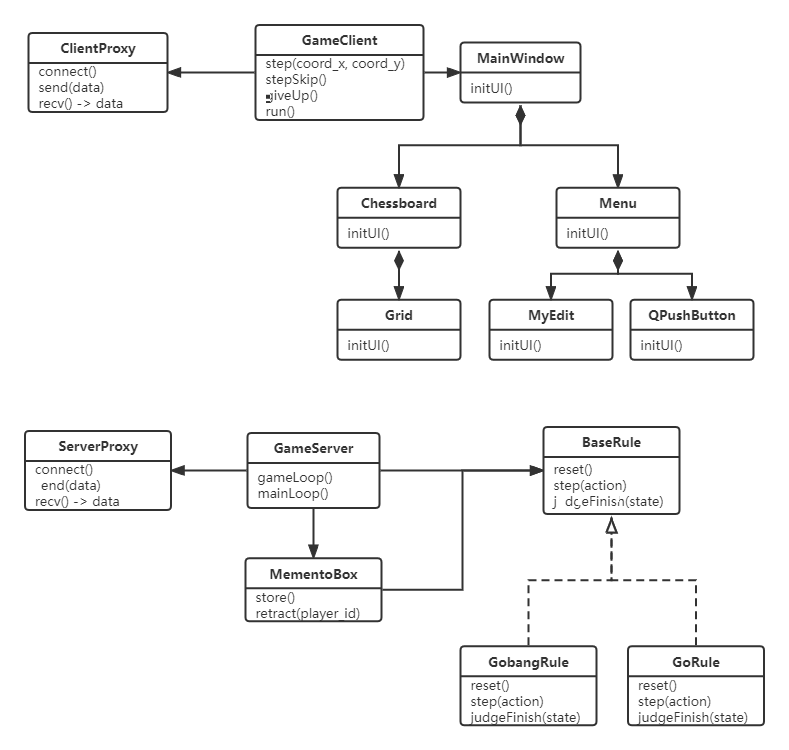 ClientProxy
connect()
send(data)
recv() -> data
GameClient
step(coord_x, coord_y)
stepSkip()
giveUp()
run()
MainWindow
initUI()
Chessboard
initUI()
Menu
initUI()
Grid
initUI()
MyEdit
initUI()
QPushButton
initUI()
ServerProxy
connect()
end(data)
recv() -> data
GameServer
gameLoop()
mainLoop()
BaseRule
reset()
step(action)
j dgeFinish(state)
MementoBox
store()
retract(player_id)
GobangRule
reset()
step(action)
judgeFinish(state)
GoRule
reset()
step(action)
judgeFinish(state)